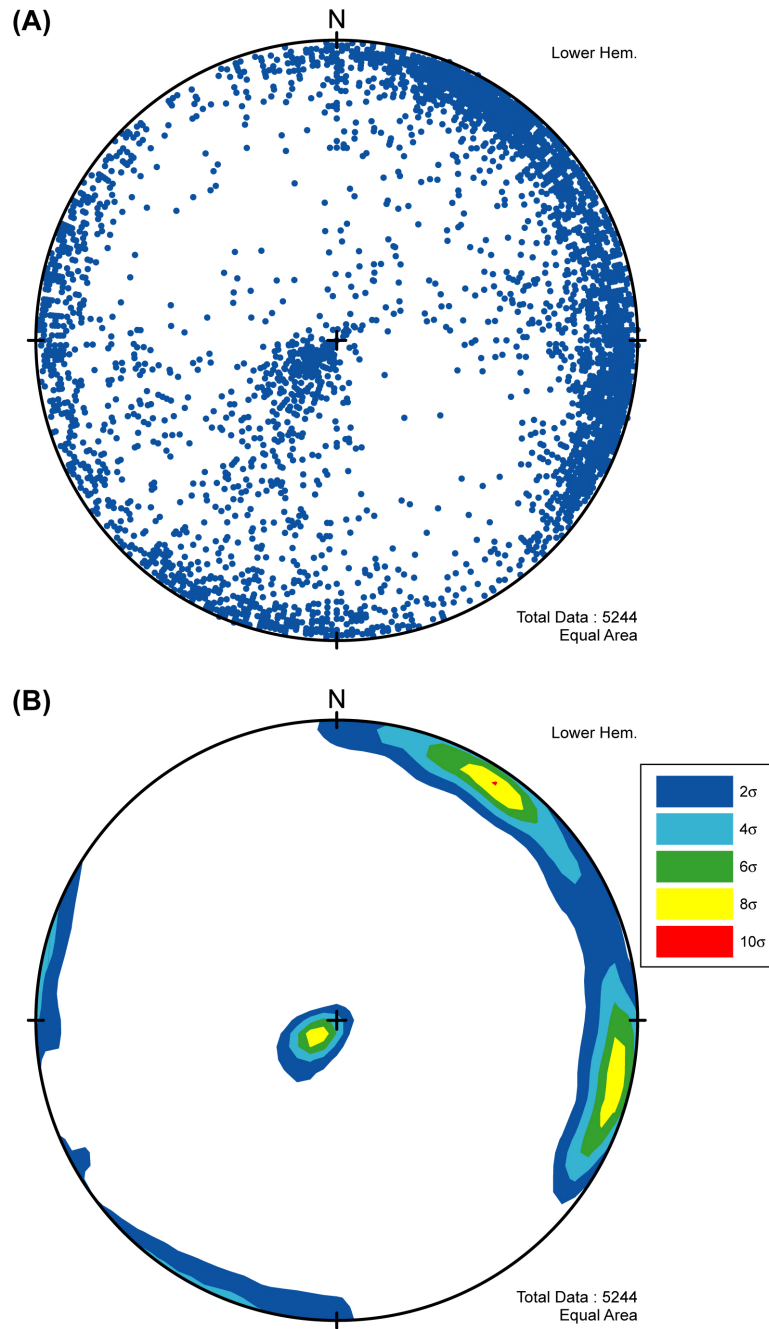 (A)
N
Lower Hem.
Total Data : 5244
Equal Area
(B)
N
Lower Hem.
2σ
4σ
6σ
8σ
10σ
Total Data : 5244
Equal Area